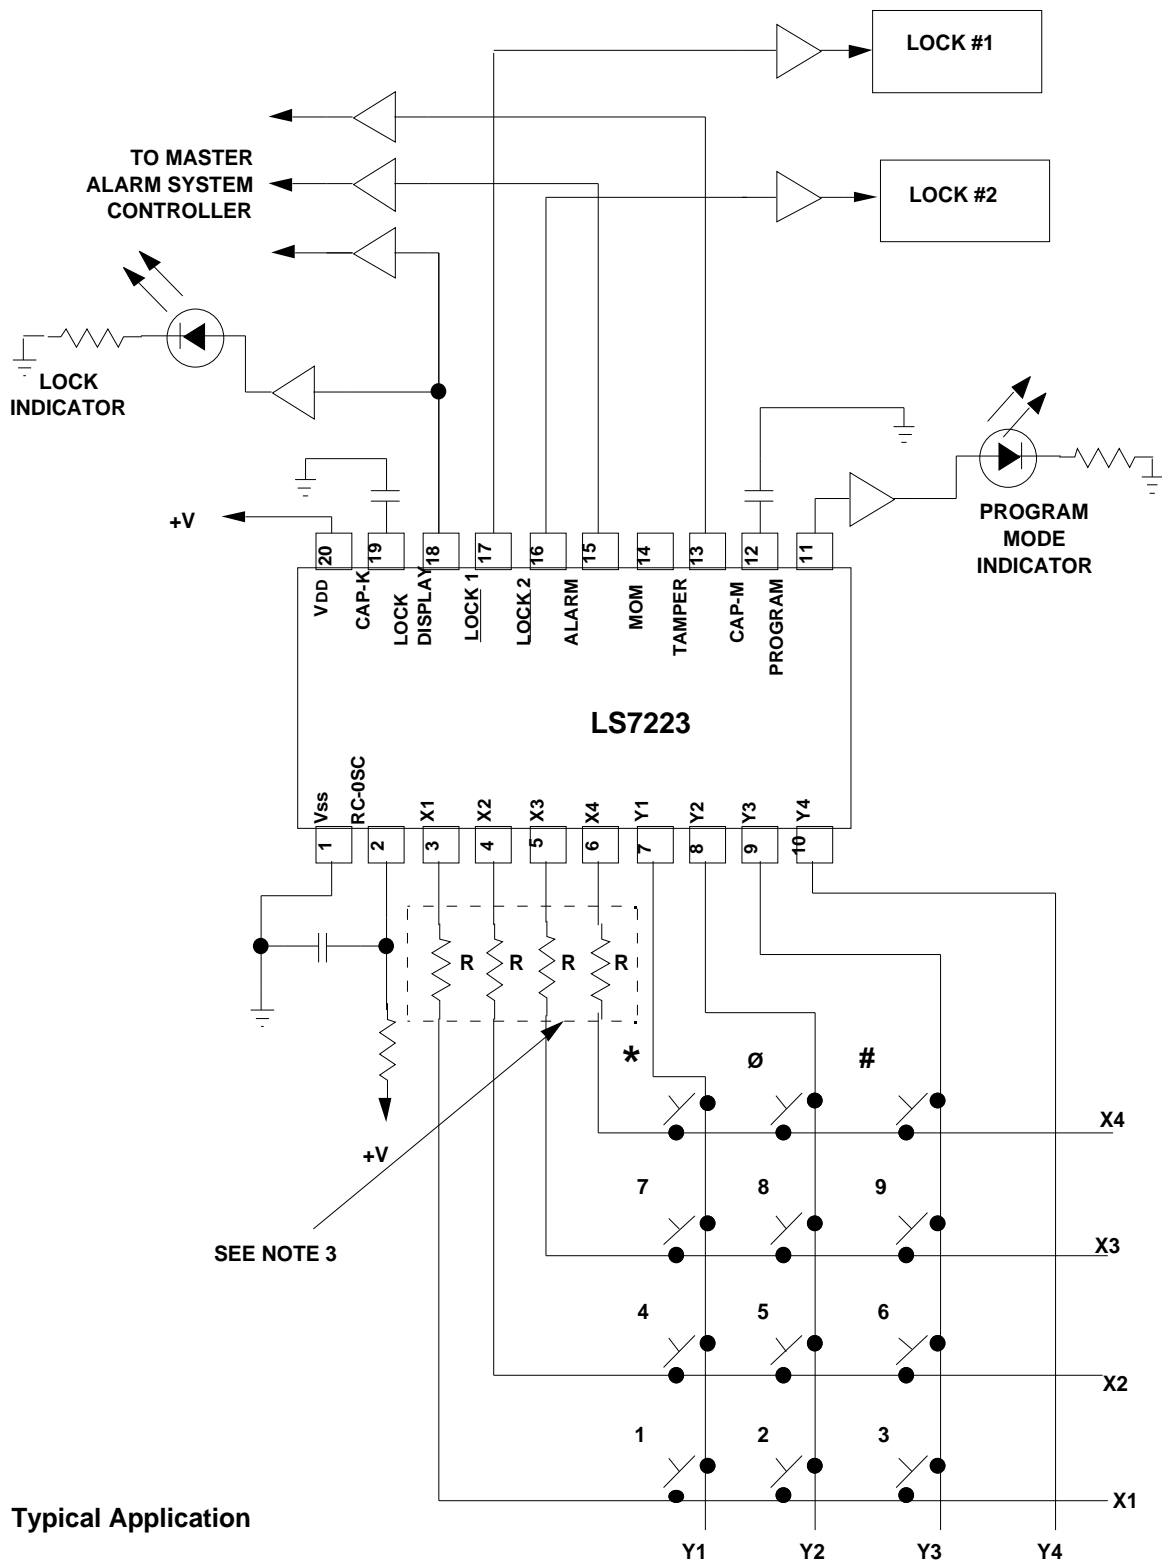 LOCK #1
TO MASTER
ALARM SYSTEM
CONTROLLER
LOCK #2
LOCK
INDICATOR
+V
PROGRAM
MODE
INDICATOR
20
19
18
17
16
15
14
13
12
11
VDD
CAP-K
LOCK
DISPLAY
LOCK 1
LOCK 2
ALARM
MOM
TAMPER
CAP-M
PROGRAM
LS7223
Vss
RC-0SC
X1
X2
X3
X4
Y1
Y2
Y3
Y4
1
2
3
4
5
6
7
8
9
10
R
R
R
R
*
Ø
#
X4
+V
7
8
9
SEE NOTE 3
X3
4
5
6
X2
1
2
3
X1
Typical Application
Y1
Y2
Y3
Y4